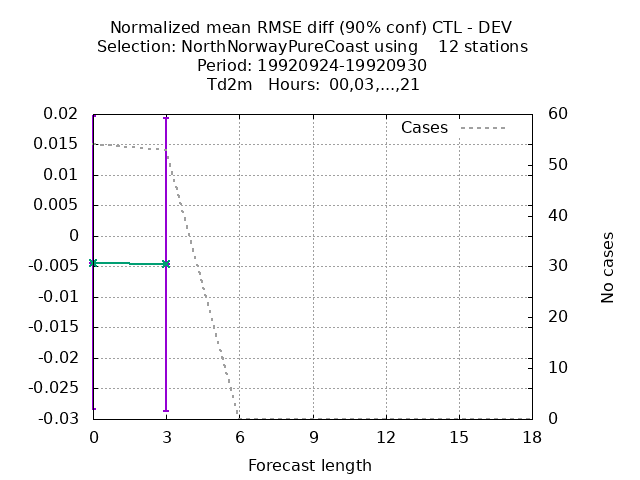 Normalized mean RMSE diff (90% conf) CTL - DEV
Selection: NorthNorwayPureCoast using    12 stations
Period: 19920924-19920930
Td2m   Hours:  00,03,...,21
Cases
0.02
0.015
0.01
0.005
0
-0.005
-0.01
-0.015
-0.02
-0.025
-0.03
60
50
40
30
20
10
0
No cases
0 3 6 9 12 15 18
Forecast length